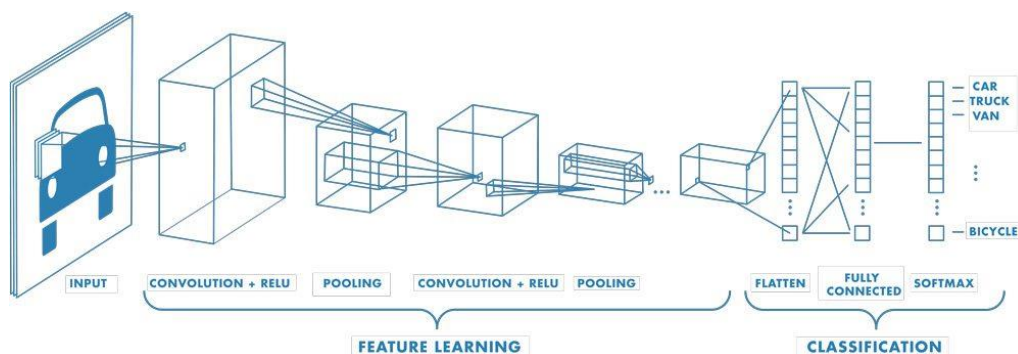 CAR
TRUCK
VAN
BICYCLE
INPUT
CONVOLUTION + RELU
POOLING
CONVOLUTION + RELU
POOLING
FLATTEN
FULLY
CONNECTED
SOFTMAX
FEATURE LEARNING
CLASSIFICATION